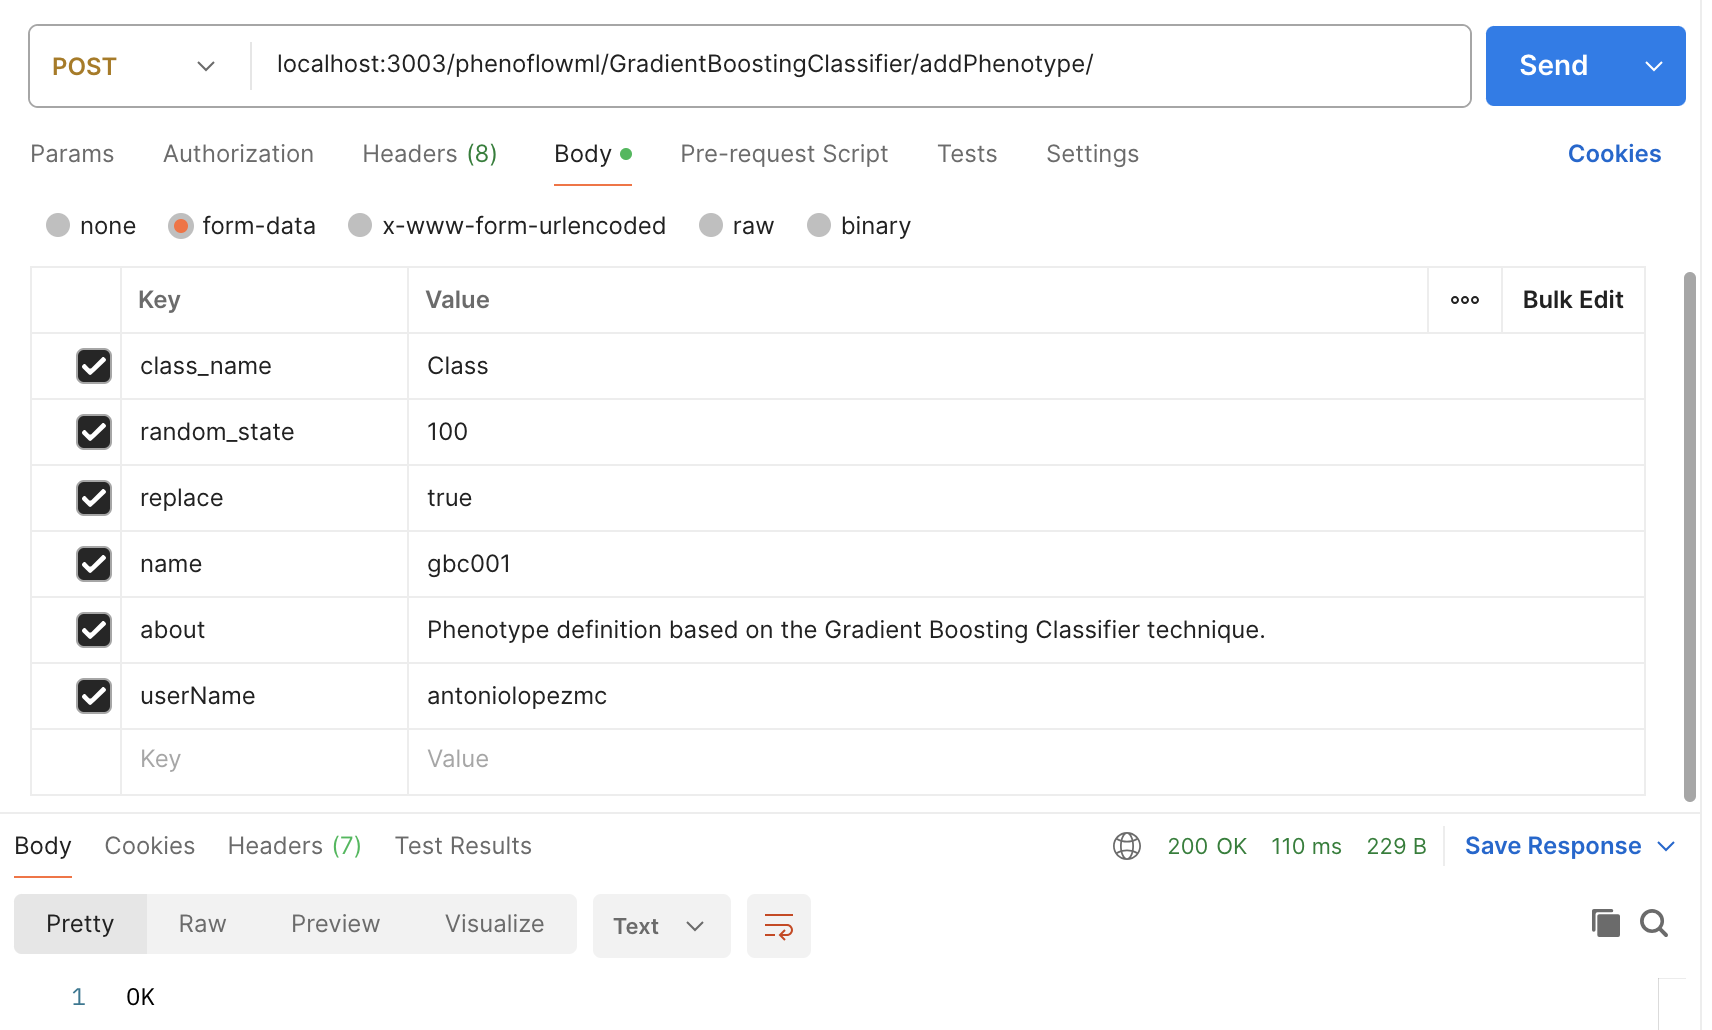 POST localhost:3003/phenoflowml/GradientBoostingClassifier/addPhenotype/ Send
Params Authorization Headers (8) Body Pre-request Script Tests Settings Cookies
none form-data x-www-form-urlencoded raw binary
Key Value ooo Bulk Edit
class_name Class
random_state 100
replace true
name gbc001
about Phenotype definition based on the Gradient Boosting Classifier technique.
userName antoniolopezmc
Key Value
Body Cookies Headers (7) Test Results 200 OK 110 ms 229 B Save Response
Pretty Raw Preview Visualize Text
1 OK